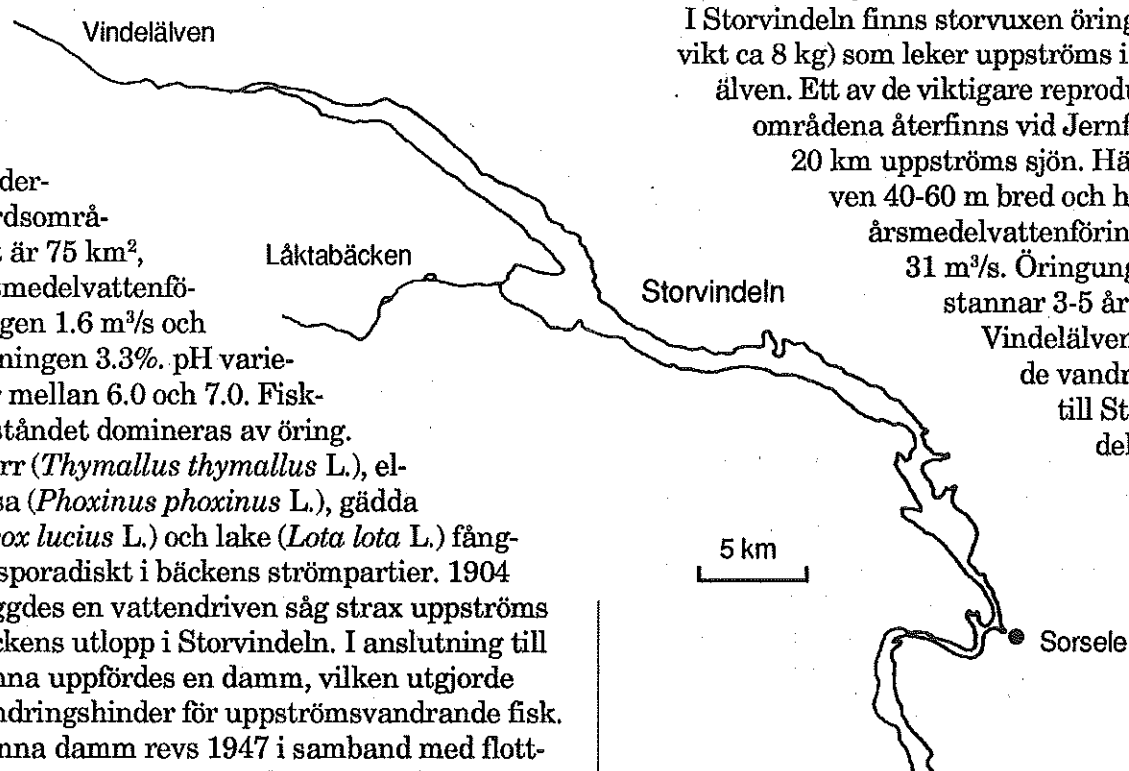 Vindelälven
der-
rdsområ-
t är 75 km²,
smedelvattenfö-
gen 1.6 m³/s och
ningen 3.3%. pH varie-
r mellan 6.0 och 7.0. Fisk-
ståndet domineras av öring.
rr (Thymallus thymallus L.), el-
sa (Phoxinus phoxinus L.), gädda
ox lucius L.) och lake (Lota lota L.) fång-
sporadiskt i bäckens strömpartier. 1904
ggdes en vattendriven såg strax uppströms
ckens utlopp i Storvindeln. I anslutning till
nna uppfördes en damm, vilken utgjorde
ndringshinder för uppströmsvandrande fisk.
nna damm revs 1947 i samband med flott-
Låktabäcken
Storvindeln
5 km
Sorsele
I Storvindeln finns storvuxen öring
vikt ca 8 kg) som leker uppströms i
älven. Ett av de viktigare reprodu
områdena återfinns vid Jernf
20 km uppströms sjön. Hä
ven 40-60 m bred och h
årsmedelvattenförin
31 m³/s. Öringung
stannar 3-5 år
Vindelälven
de vandr
till St
del